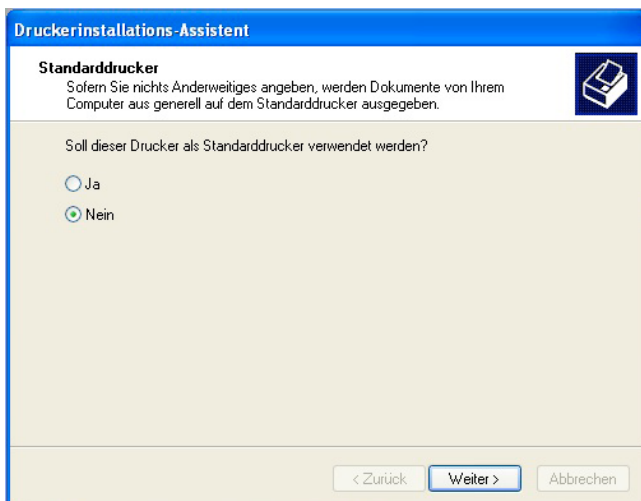 Druckerinstallations-Assistent
Standarddrucker
Sofern Sie nichts Anderweitiges angeben, werden Dokumente von Ihrem
Computer aus generell auf dem Standarddrucker ausgegeben.
Soll dieser Drucker als Standarddrucker verwendet werden?
Ja
Nein
< Zurück Weiter > Abbrechen